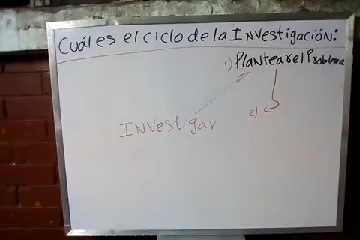 Cuál es el ciclo de la Investigación:
1) Plantear el Problema
Investigar
2)